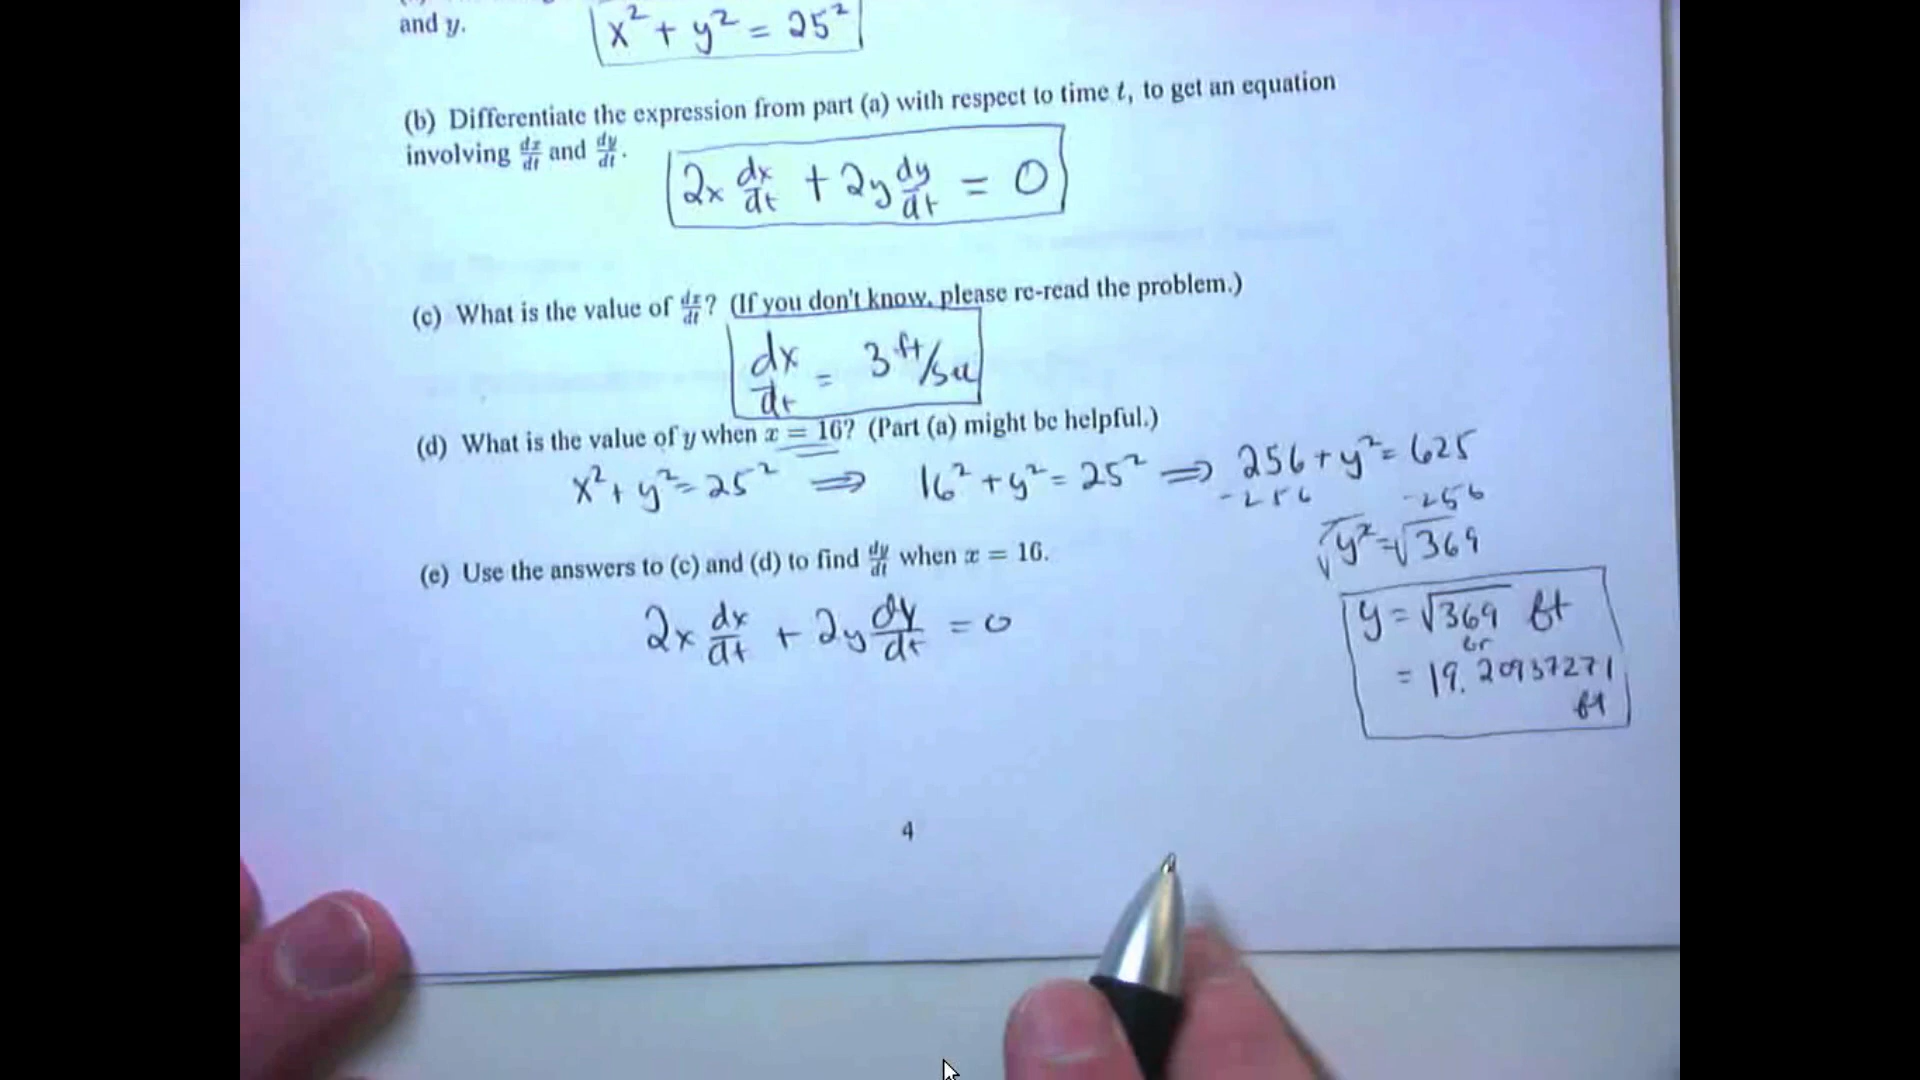 and y.
x² + y² = 25²
(b) Differentiate the expression from part (a) with respect to time t, to get an equation
involving dx/dt and dy/dt.
2x dx/dt + 2y dy/dt = 0
(c) What is the value of dx/dt? (If you don't know, please re-read the problem.)
dx/dt = 3 ft/sec
(d) What is the value of y when x = 16? (Part (a) might be helpful.)
x² + y² = 25² ⟹ 16² + y² = 25² ⟹ 256 + y² = 625
-256 -256
√y² = √369
(e) Use the answers to (c) and (d) to find dy/dt when x = 16.
2x dx/dt + 2y dy/dt = 0
y = √369 ft
or
= 19.20937271
ft
4